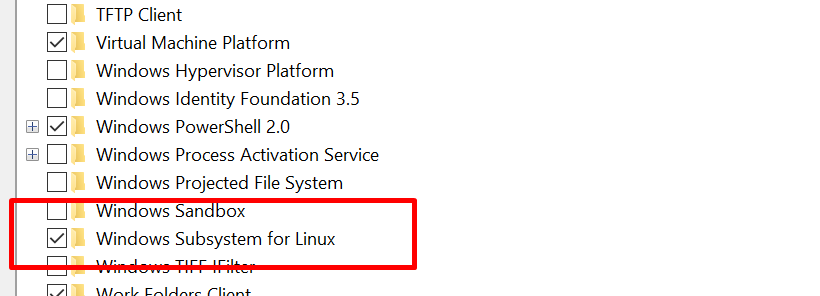 TFTP Client
Virtual Machine Platform
Windows Hypervisor Platform
Windows Identity Foundation 3.5
Windows PowerShell 2.0
Windows Process Activation Service
Windows Projected File System
Windows Sandbox
Windows Subsystem for Linux
Windows TIFF IFilter
Work Folders Client